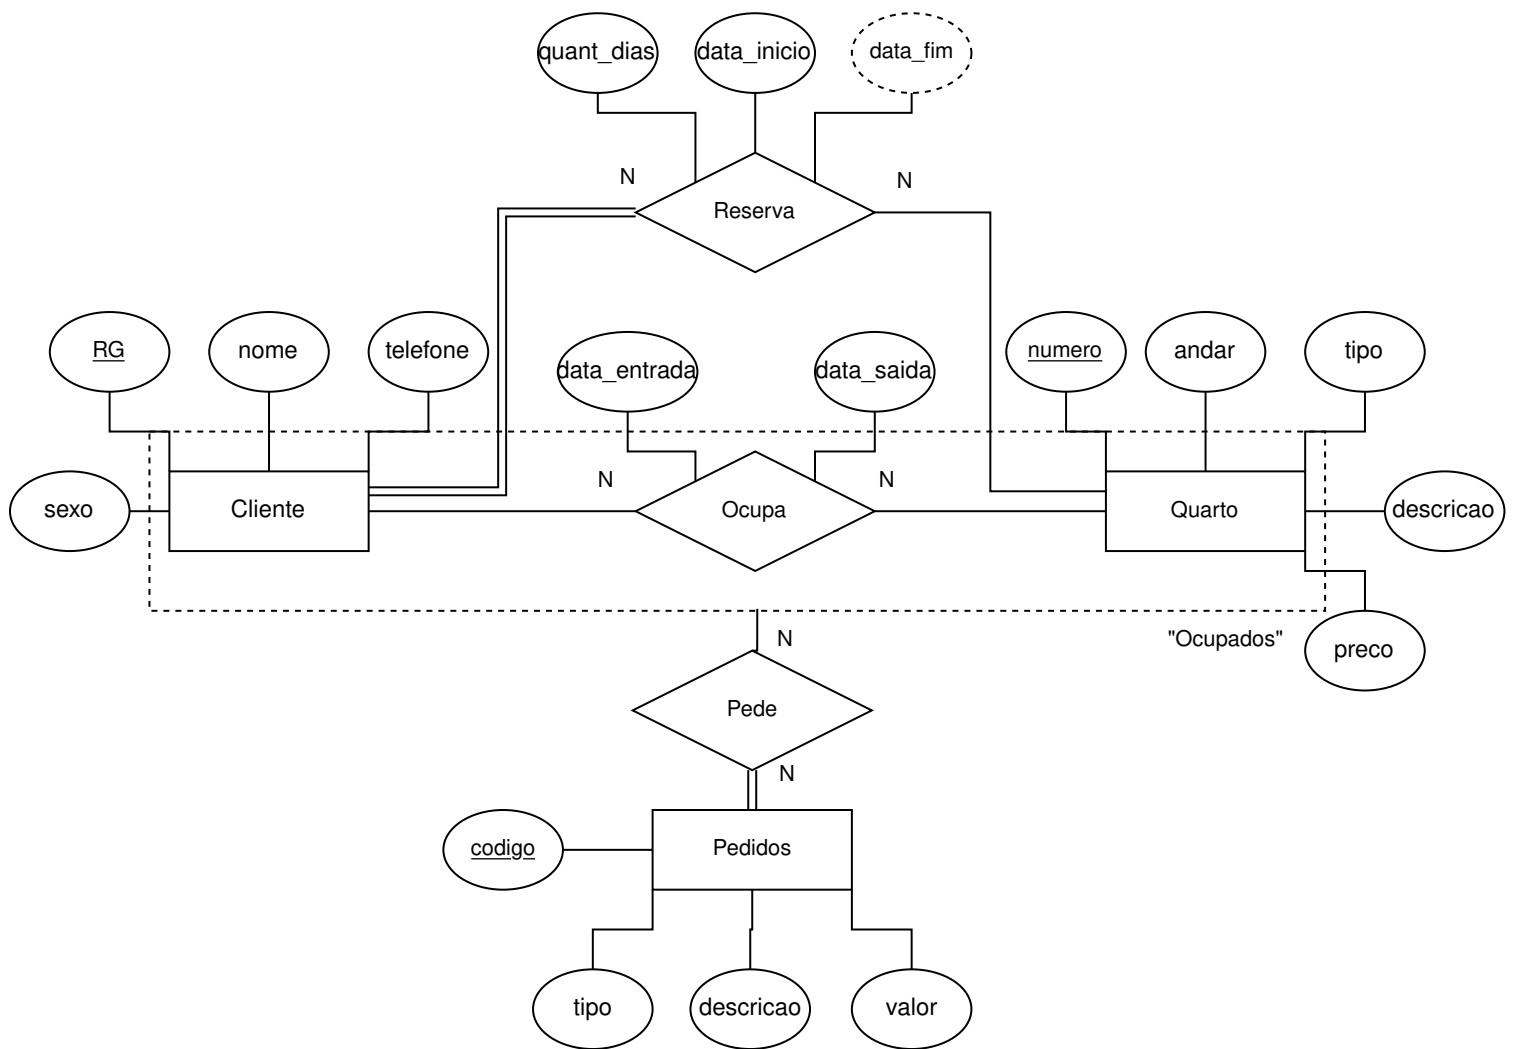 quant_dias
data_inicio
data_fim
N
N
Reserva
RG
nome
telefone
data_entrada
data_saida
numero
andar
tipo
sexo
Cliente
N
Ocupa
N
Quarto
descricao
N
"Ocupados"
preco
Pede
N
codigo
Pedidos
tipo
descricao
valor